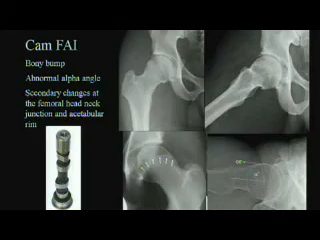 Cam FAI
Bony bump
Abnormal alpha angle
Secondary changes at
the femoral head neck
junction and acetabular
rim